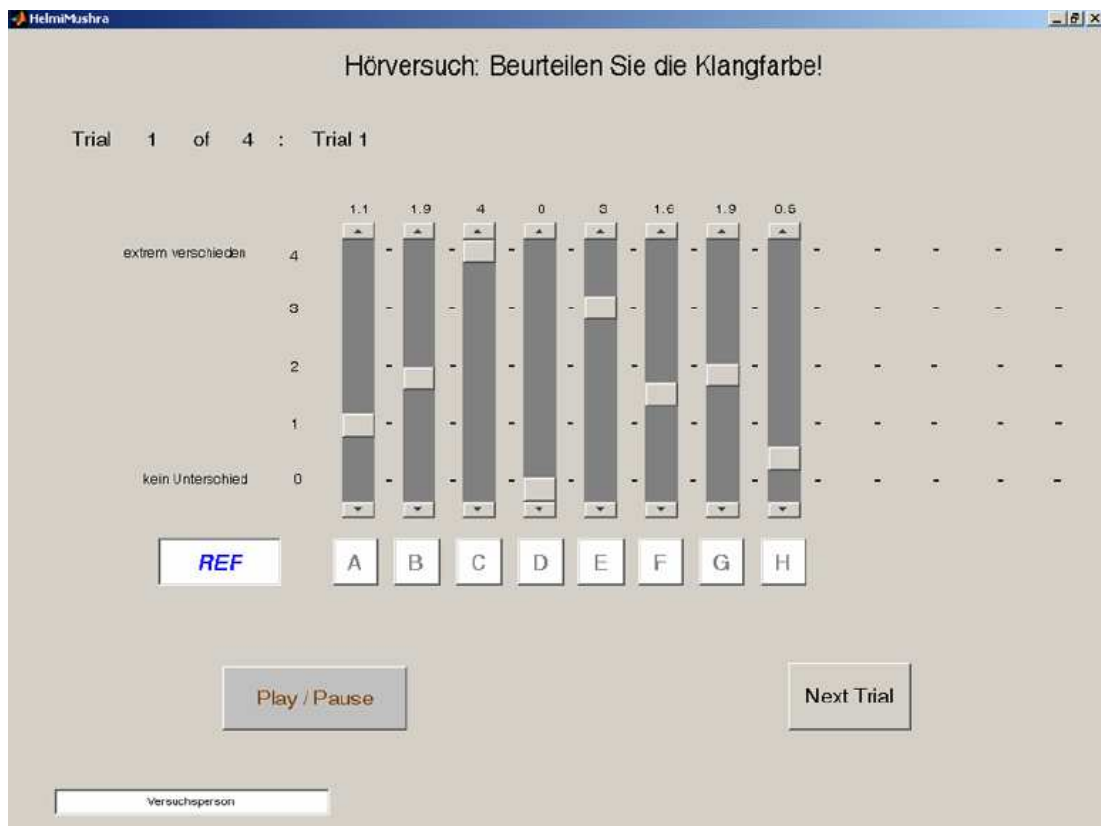 HelmiMushra
Hörversuch: Beurteilen Sie die Klangfarbe!
Trial 1 of 4 : Trial 1
1.1 1.9 4 0 3 1.6 1.9 0.6
extrem verschieden 4
3
2
1
kein Unterschied 0
REF A B C D E F G H
Play / Pause Next Trial
Versuchsperson